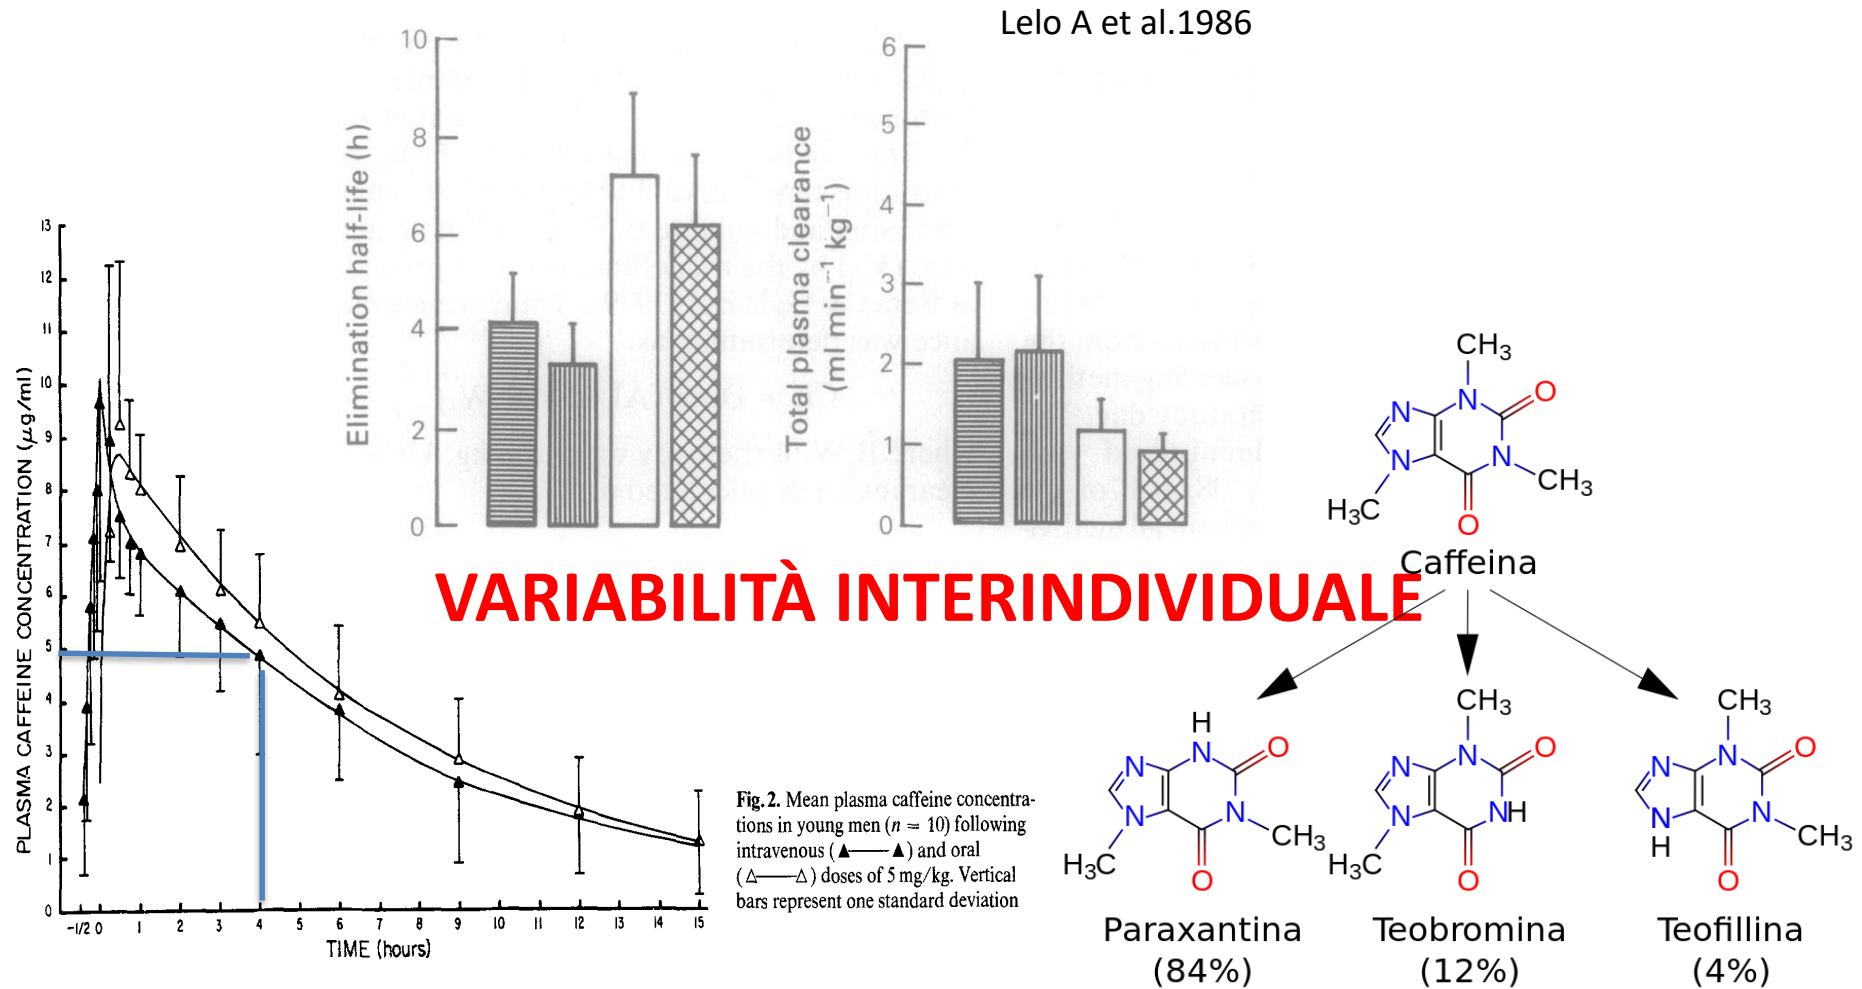 Lelo A et al.1986
10
8
6
4
2
0
Elimination half-life (h)
6
5
4
3
2
1
0
Total plasma clearance
(ml min⁻¹ kg⁻¹)
VARIABILITÀ INTERINDIVIDUALE
13
12
11
10
9
8
7
6
5
4
3
2
1
0
PLASMA CAFFEINE CONCENTRATION (μg/ml)
-1/2 0 1 2 3 4 5 6 7 8 9 10 11 12 13 14 15
TIME (hours)
Fig. 2. Mean plasma caffeine concentra-
tions in young men (n = 10) following
intravenous (▲——▲) and oral
(△——△) doses of 5 mg/kg. Vertical
bars represent one standard deviation
CH₃
N
N
O
N
N
CH₃
H₃C
O
Caffeina
H
N
N
O
N
N
CH₃
H₃C
O
Paraxantina
(84%)
CH₃
N
N
O
N
NH
H₃C
O
Teobromina
(12%)
CH₃
N
N
O
N
H
N
CH₃
O
Teofillina
(4%)